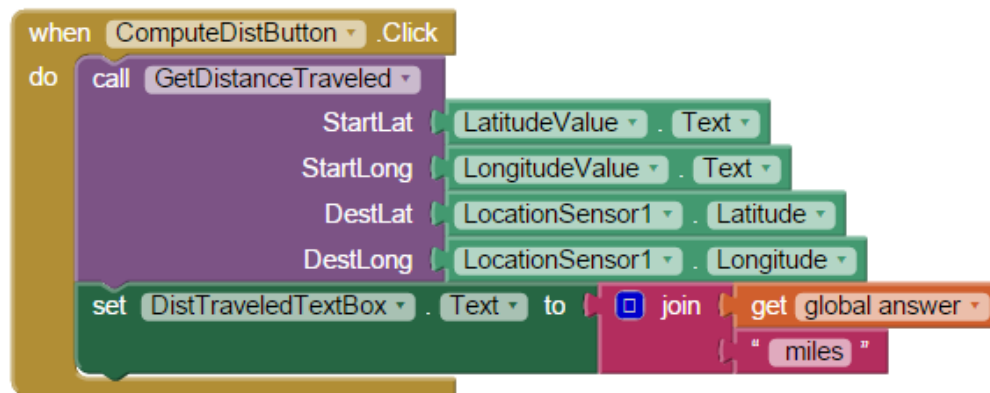 when ComputeDistButton .Click
do call GetDistanceTraveled
StartLat LatitudeValue . Text
StartLong LongitudeValue . Text
DestLat LocationSensor1 . Latitude
DestLong LocationSensor1 . Longitude
set DistTraveledTextBox . Text to join get global answer
“ miles ”